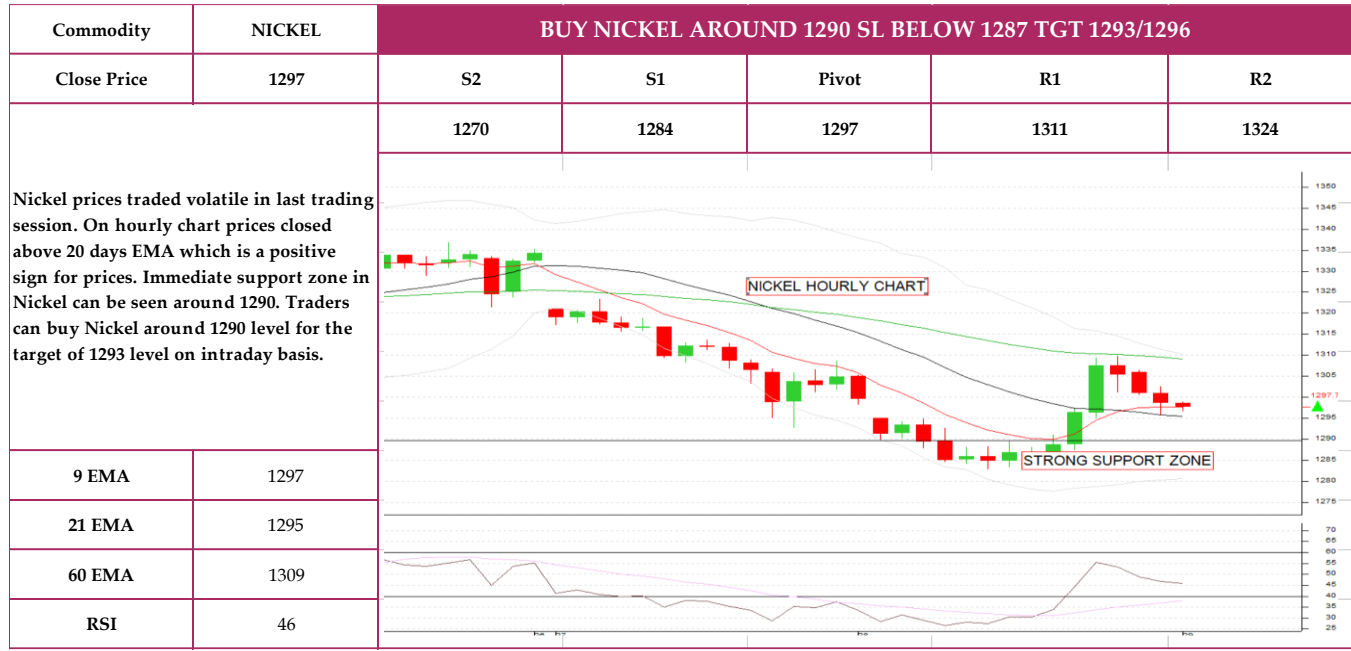 Commodity NICKEL BUY NICKEL AROUND 1290 SL BELOW 1287 TGT 1293/1296
Close Price 1297 S2 S1 Pivot R1 R2
1270 1284 1297 1311 1324
Nickel prices traded volatile in last trading
session. On hourly chart prices closed
above 20 days EMA which is a positive
sign for prices. Immediate support zone in
Nickel can be seen around 1290. Traders
can buy Nickel around 1290 level for the
target of 1293 level on intraday basis.
9 EMA 1297
21 EMA 1295
60 EMA 1309
RSI 46
NICKEL HOURLY CHART
STRONG SUPPORT ZONE
1350
1345
1340
1335
1330
1325
1320
1315
1310
1305
1297.7
1295
1290
1285
1280
1275
70
65
60
55
50
45
40
35
30
25